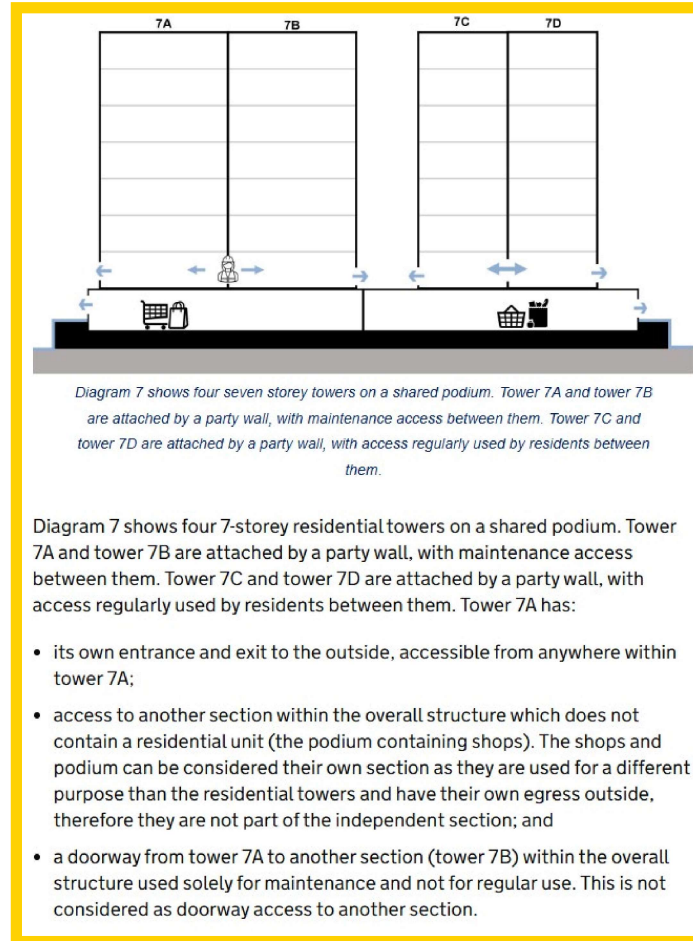 7A 7B 7C 7D
Diagram 7 shows four seven storey towers on a shared podium. Tower 7A and tower 7B
are attached by a party wall, with maintenance access between them. Tower 7C and
tower 7D are attached by a party wall, with access regularly used by residents between
them.
Diagram 7 shows four 7-storey residential towers on a shared podium. Tower
7A and tower 7B are attached by a party wall, with maintenance access
between them. Tower 7C and tower 7D are attached by a party wall, with
access regularly used by residents between them. Tower 7A has:
• its own entrance and exit to the outside, accessible from anywhere within
tower 7A;
• access to another section within the overall structure which does not
contain a residential unit (the podium containing shops). The shops and
podium can be considered their own section as they are used for a different
purpose than the residential towers and have their own egress outside,
therefore they are not part of the independent section; and
• a doorway from tower 7A to another section (tower 7B) within the overall
structure used solely for maintenance and not for regular use. This is not
considered as doorway access to another section.